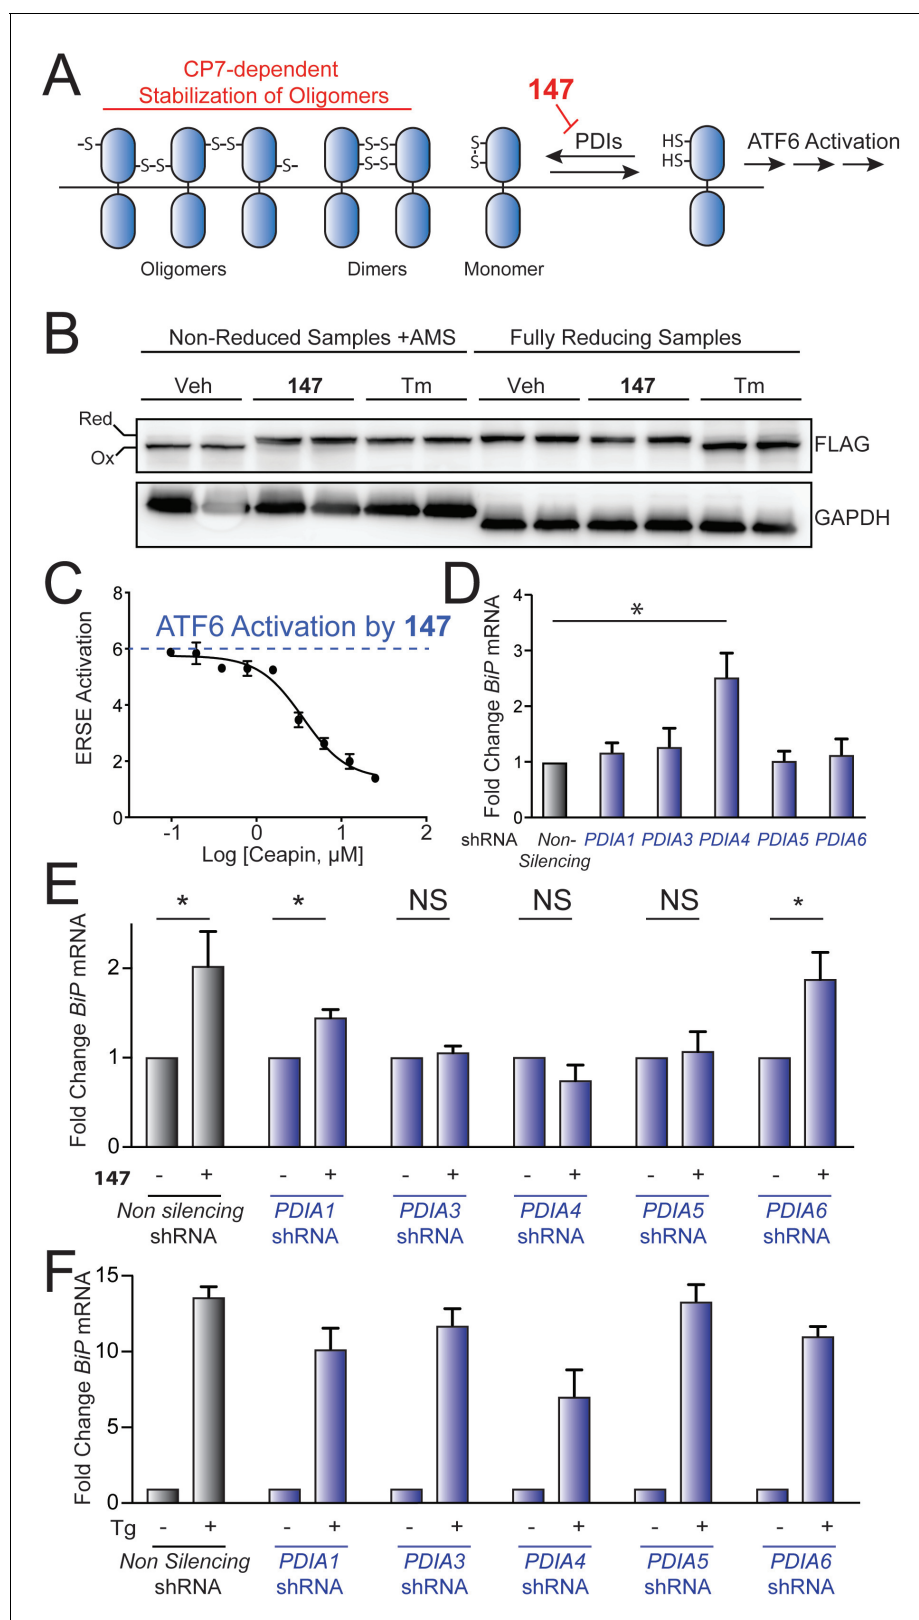 A
CP7-dependent
Stabilization of Oligomers
147
-S
S-S
-S-S
S-
S-S
S-S
S
S
PDIs
HS
HS
ATF6 Activation
Oligomers
Dimers
Monomer
B
Non-Reduced Samples +AMS
Fully Reducing Samples
Veh
147
Tm
Veh
147
Tm
Red
Ox
FLAG
GAPDH
C
8
6
4
2
0
ERSE Activation
ATF6 Activation by 147
-1
0
1
2
Log [Ceapin, µM]
D
4
3
2
1
0
Fold Change BiP mRNA
*
shRNA
Non-
Silencing
PDIA1
PDIA3
PDIA4
PDIA5
PDIA6
E
Fold Change BiP mRNA
2
1
0
*
*
NS
NS
NS
*
147 - + - + - + - + - + - +
Non silencing
shRNA
PDIA1
shRNA
PDIA3
shRNA
PDIA4
shRNA
PDIA5
shRNA
PDIA6
shRNA
F
Fold Change BiP mRNA
15
10
5
0
Tg - + - + - + - + - + - +
Non Silencing
shRNA
PDIA1
shRNA
PDIA3
shRNA
PDIA4
shRNA
PDIA5
shRNA
PDIA6
shRNA